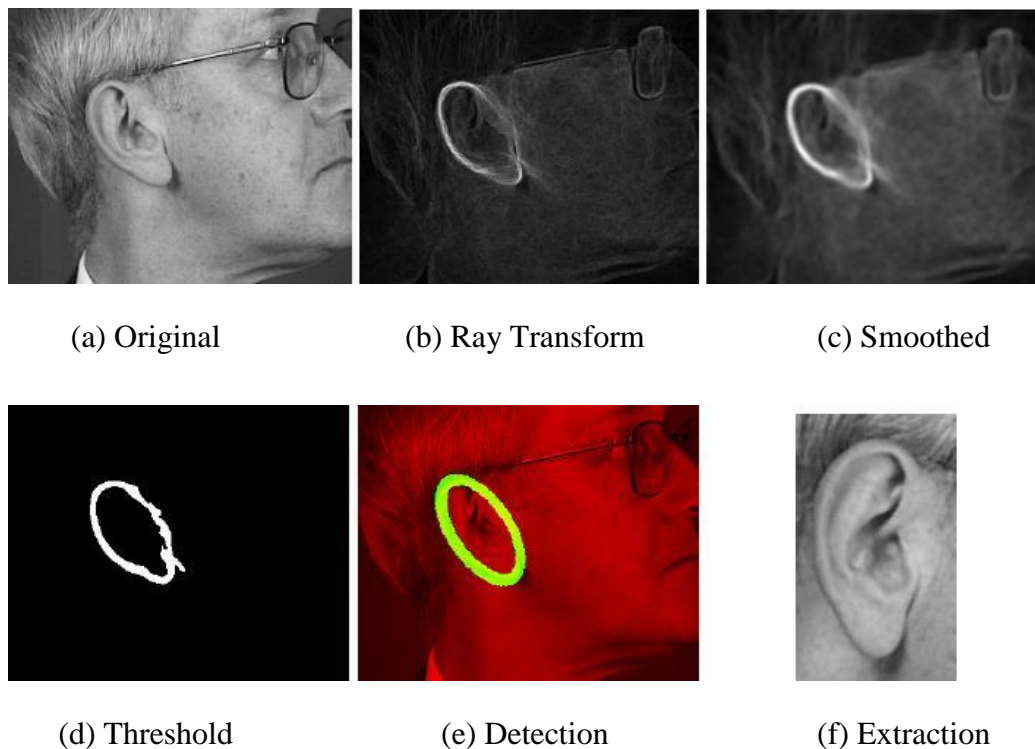 (a) Original (b) Ray Transform (c) Smoothed
(d) Threshold (e) Detection (f) Extraction